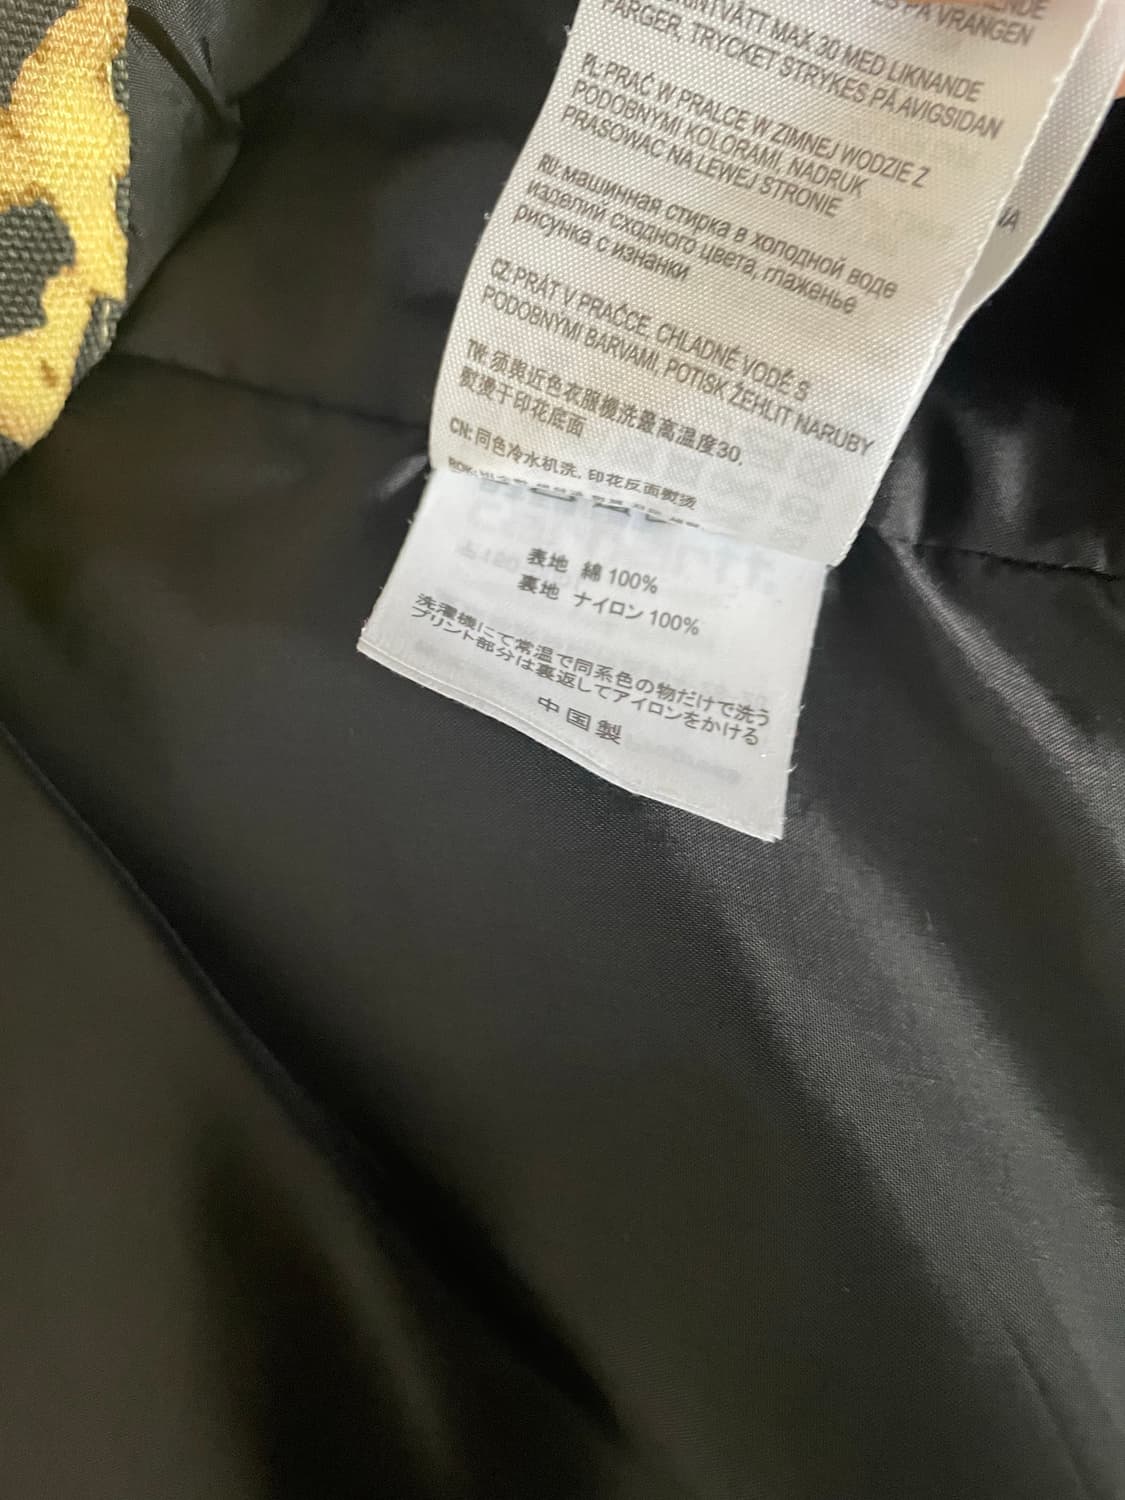 PÅ VRANGEN
MAX 30 MED LIKNANDE
FÄRGER, TRYCKET STRYKES PÅ AVIGSIDAN
PL: PRAĆ W PRALCE W ZIMNEJ WODZIE Z
PODOBNYMI KOLORAMI, NADRUK
PRASOWAĆ NA LEWEJ STRONIE
RU: машинная стирка в холодной воде
изделий сходного цвета, глаженье
рисунка с изнанки
CZ: PRÁT V PRAČCE, CHLADNÉ VODĚ S
PODOBNÝMI BARVAMI, POTISK ŽEHLIT NARUBY
TW: 須與近色衣服機洗最高溫度30,
熨燙于印花底面
CN: 同色冷水机洗, 印花反面熨烫
表地 綿 100%
裏地 ナイロン 100%
洗濯機にて常温で同系色の物だけで洗う
プリント部分は裏返してアイロンをかける
中国製